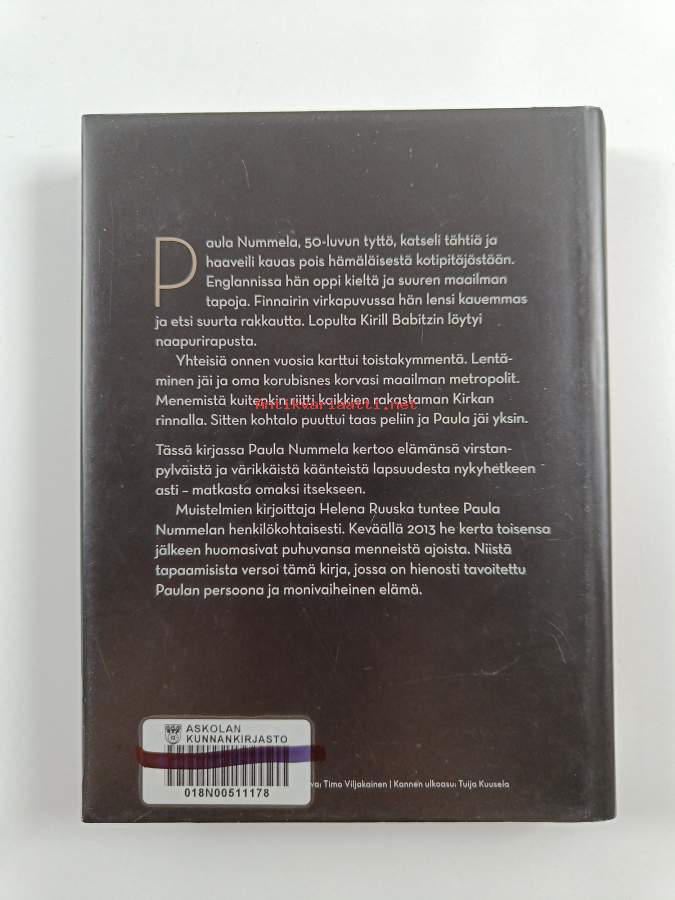 Paula Nummela, 50-luvun tyttö, katseli tähtiä ja
haaveili kauas pois hämäläisestä kotipitäjästään.
Englannissa hän oppi kieltä ja suuren maailman
tapoja. Finnairin virkapuvussa hän lensi kauemmas
ja etsi suurta rakkautta. Lopulta Kirill Babitzin löytyi
naapurirapusta.
Yhteisiä onnen vuosia karttui toistakymmentä. Lentä-
minen jäi ja oma korubisnes korvasi maailman metropolit.
Menemistä kuitenkin riitti kaikkien rakastaman Kirkan
Antikvariaatti.net
rinnalla. Sitten kohtalo puuttui taas peliin ja Paula jäi yksin.
Tässä kirjassa Paula Nummela kertoo elämänsä virstan-
pylväistä ja värikkäistä käänteistä lapsuudesta nykyhetkeen
asti – matkasta omaksi itsekseen.
Muistelmien kirjoittaja Helena Ruuska tuntee Paula
Nummelan henkilökohtaisesti. Keväällä 2013 he kerta toisensa
jälkeen huomasivat puhuvansa menneistä ajoista. Niistä
tapaamisista versoi tämä kirja, jossa on hienosti tavoitettu
Paulan persoona ja monivaiheinen elämä.
ASKOLAN
KUNNANKIRJASTO
018N00511178
Timo Viljakainen | Kannen ulkoasu: Tuija Kuusela